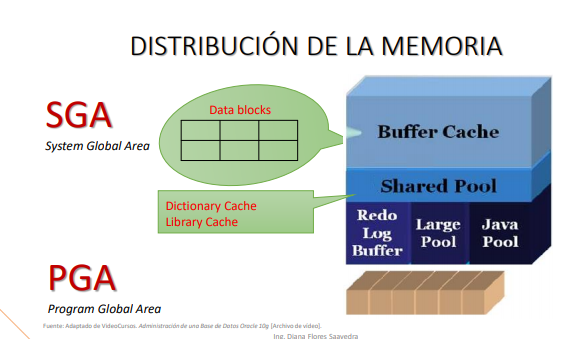 DISTRIBUCIÓN DE LA MEMORIA
SGA
System Global Area
Data blocks
Buffer Cache
Shared Pool
Dictionary Cache
Library Cache
Redo
Log
Buffer
Large
Pool
Java
Pool
PGA
Program Global Area
Fuente: Adaptado de VideoCursos. Administración de una Base de Datos Oracle 10g [Archivo de video].
Ing. Diana Flores Saavedra